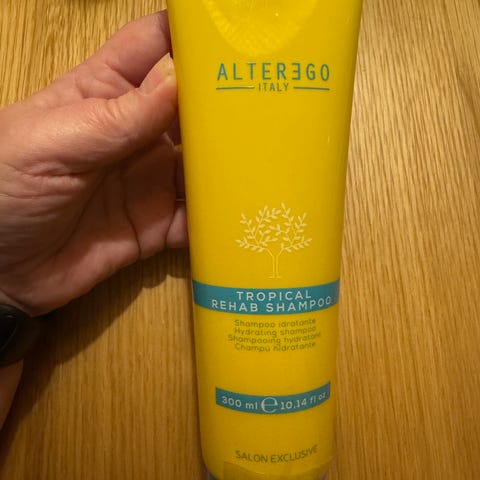 ALTERƎGO
ITALY
TROPICAL
REHAB SHAMPOO
Shampoo idratante
Hydrating shampoo
Shampooing hydratant
Champú hidratante
300 ml ℮ 10.14 fl oz
SALON EXCLUSIVE